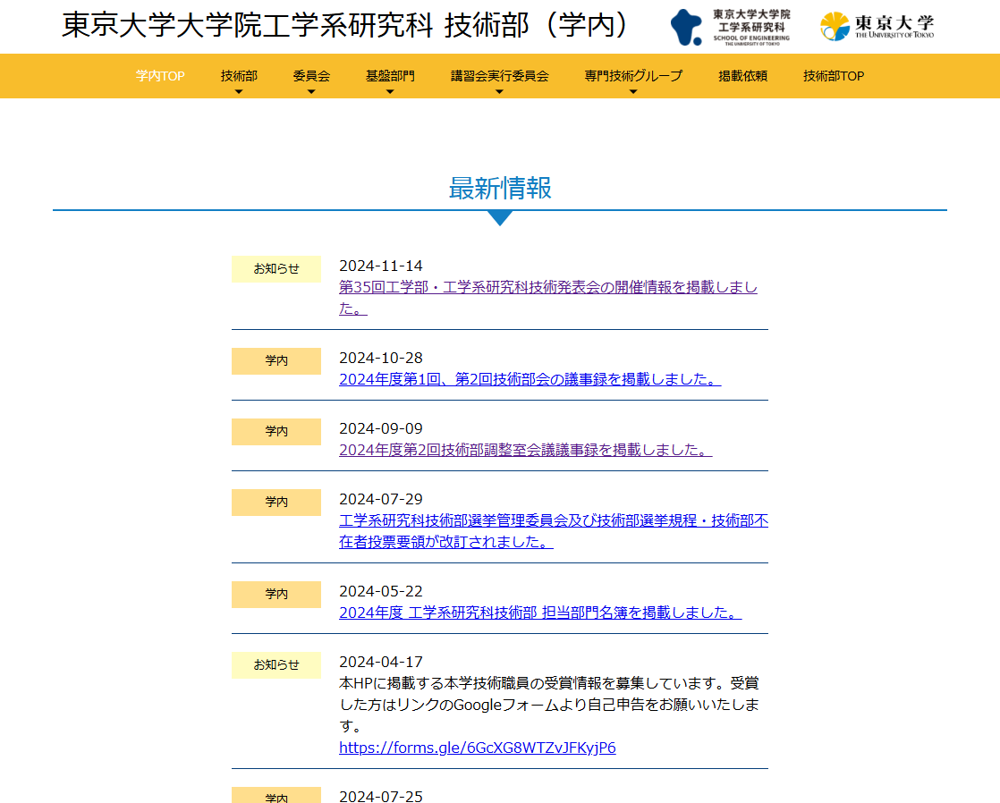 東京大学大学院工学系研究科 技術部（学内）
東京大学大学院
工学系研究科
SCHOOL OF ENGINEERING
THE UNIVERSITY OF TOKYO
東京大学
THE UNIVERSITY OF TOKYO
学内TOP 技術部 委員会 基盤部門 講習会実行委員会 専門技術グループ 掲載依頼 技術部TOP
最新情報
お知らせ 2024-11-14
第35回工学部・工学系研究科技術発表会の開催情報を掲載しまし
た。
学内 2024-10-28
2024年度第1回、第2回技術部会の議事録を掲載しました。
学内 2024-09-09
2024年度第2回技術部調整室会議議事録を掲載しました。
学内 2024-07-29
工学系研究科技術部選挙管理委員会及び技術部選挙規程・技術部不
在者投票要領が改訂されました。
学内 2024-05-22
2024年度 工学系研究科技術部 担当部門名簿を掲載しました。
お知らせ 2024-04-17
本HPに掲載する本学技術職員の受賞情報を募集しています。受賞
した方はリンクのGoogleフォームより自己申告をお願いいたしま
す。
https://forms.gle/6GcXG8WTZvJFKyjP6
学内 2024-07-25